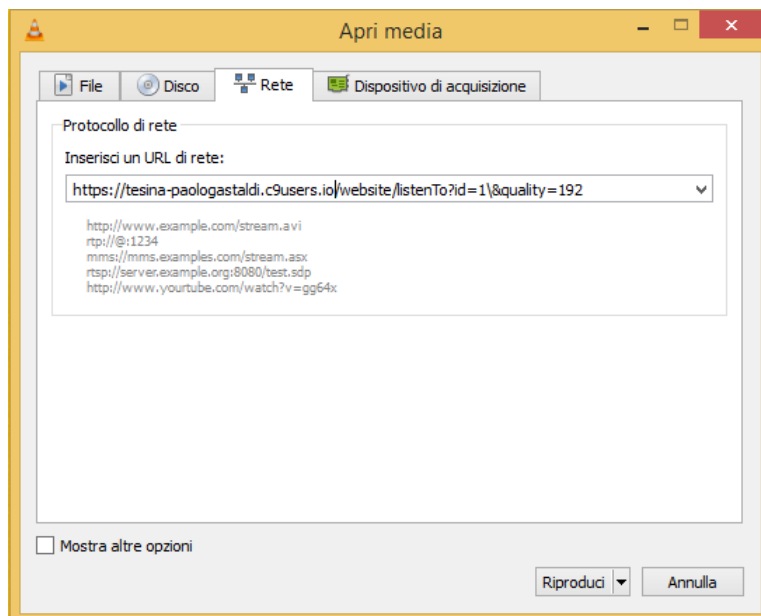 Apri media
File
Disco
Rete
Dispositivo di acquisizione
Protocollo di rete
Inserisci un URL di rete:
https://tesina-paologastaldi.c9users.io/website/listenTo?id=1\&quality=192
http://www.example.com/stream.avi
rtp://@:1234
mms://mms.examples.com/stream.asx
rtsp://server.example.org:8080/test.sdp
http://www.yourtube.com/watch?v=gg64x
Mostra altre opzioni
Riproduci
Annulla